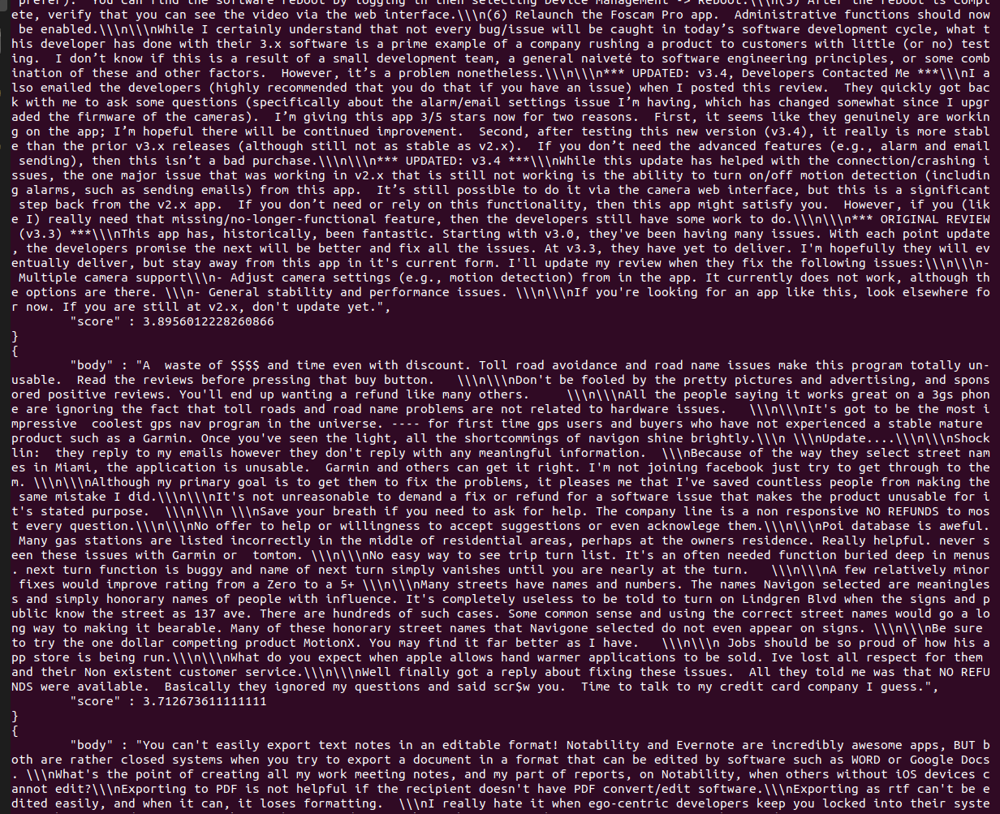 prefer).  You can find the software reboot by logging in then selecting Device Management -> Reboot.\\\n(5) After the reboot is compl
ete, verify that you can see the video via the web interface.\\\n(6) Relaunch the Foscam Pro app.  Administrative functions should now
 be enabled.\\\n\\\nWhile I certainly understand that not every bug/issue will be caught in today’s software development cycle, what t
his developer has done with their 3.x software is a prime example of a company rushing a product to customers with little (or no) test
ing.  I don’t know if this is a result of a small development team, a general naiveté to software engineering principles, or some comb
ination of these and other factors.  However, it’s a problem nonetheless.\\\n\\\n*** UPDATED: v3.4, Developers Contacted Me ***\\\nI a
lso emailed the developers (highly recommended that you do that if you have an issue) when I posted this review.  They quickly got bac
k with me to ask some questions (specifically about the alarm/email settings issue I’m having, which has changed somewhat since I upgr
aded the firmware of the cameras).  I’m giving this app 3/5 stars now for two reasons.  First, it seems like they genuinely are workin
g on the app; I’m hopeful there will be continued improvement.  Second, after testing this new version (v3.4), it really is more stabl
e than the prior v3.x releases (although still not as stable as v2.x).  If you don’t need the advanced features (e.g., alarm and email
 sending), then this isn’t a bad purchase.\\\n\\\n*** UPDATED: v3.4 ***\\\nWhile this update has helped with the connection/crashing i
ssues, the one major issue that was working in v2.x that is still not working is the ability to turn on/off motion detection (includin
g alarms, such as sending emails) from this app.  It’s still possible to do it via the camera web interface, but this is a significant
 step back from the v2.x app.  If you don’t need or rely on this functionality, then this app might satisfy you.  However, if you (lik
e I) really need that missing/no-longer-functional feature, then the developers still have some work to do.\\\n\\\n*** ORIGINAL REVIEW
 (v3.3) ***\\\nThis app has, historically, been fantastic. Starting with v3.0, they've been having many issues. With each point update
, the developers promise the next will be better and fix all the issues. At v3.3, they have yet to deliver. I'm hopefully they will ev
entually deliver, but stay away from this app in it's current form. I'll update my review when they fix the following issues:\\\n\\\n-
 Multiple camera support\\\n- Adjust camera settings (e.g., motion detection) from in the app. It currently does not work, although th
e options are there. \\\n- General stability and performance issues. \\\n\\\nIf you're looking for an app like this, look elsewhere fo
r now. If you are still at v2.x, don't update yet.",
"score" : 3.8956012228260866
}
{
"body" : "A  waste of $$$$ and time even with discount. Toll road avoidance and road name issues make this program totally un-
usable.  Read the reviews before pressing that buy button.   \\\n\\\nDon't be fooled by the pretty pictures and advertising, and spons
ored positive reviews. You'll end up wanting a refund like many others.     \\\n\\\nAll the people saying it works great on a 3gs phon
e are ignoring the fact that toll roads and road name problems are not related to hardware issues.   \\\n\\\nIt's got to be the most i
mpressive  coolest gps nav program in the universe. ---- for first time gps users and buyers who have not experienced a stable mature
product such as a Garmin. Once you've seen the light, all the shortcommings of navigon shine brightly.\\\n \\\nUpdate....\\\n\\\nShock
lin:  they reply to my emails however they don't reply with any meaningful information.  \\\nBecause of the way they select street nam
es in Miami, the application is unusable.  Garmin and others can get it right. I'm not joining facebook just try to get through to the
m. \\\n\\\nAlthough my primary goal is to get them to fix the problems, it pleases me that I've saved countless people from making the
 same mistake I did.\\\n\\\nIt's not unreasonable to demand a fix or refund for a software issue that makes the product unusable for i
t's stated purpose.  \\\n\\\n \\\nSave your breath if you need to ask for help. The company line is a non responsive NO REFUNDS to mos
t every question.\\\n\\\nNo offer to help or willingness to accept suggestions or even acknowlege them.\\\n\\\nPoi database is aweful.
 Many gas stations are listed incorrectly in the middle of residential areas, perhaps at the owners residence. Really helpful. never s
een these issues with Garmin or  tomtom. \\\n\\\nNo easy way to see trip turn list. It's an often needed function buried deep in menus
. next turn function is buggy and name of next turn simply vanishes until you are nearly at the turn.   \\\n\\\nA few relatively minor
 fixes would improve rating from a Zero to a 5+ \\\n\\\nMany streets have names and numbers. The names Navigon selected are meaningles
s and simply honorary names of people with influence. It's completely useless to be told to turn on Lindgren Blvd when the signs and p
ublic know the street as 137 ave. There are hundreds of such cases. Some common sense and using the correct street names would go a lo
ng way to making it bearable. Many of these honorary street names that Navigone selected do not even appear on signs. \\\n\\\nBe sure
to try the one dollar competing product MotionX. You may find it far better as I have.   \\\n\\\n Jobs should be so proud of how his a
pp store is being run.\\\n\\\nWhat do you expect when apple allows hand warmer applications to be sold. Ive lost all respect for them
and their Non existent customer service.\\\n\\\nWell finally got a reply about fixing these issues.  All they told me was that NO REFU
NDS were available.  Basically they ignored my questions and said scr$w you.  Time to talk to my credit card company I guess.",
"score" : 3.712673611111111
}
{
"body" : "You can't easily export text notes in an editable format! Notability and Evernote are incredibly awesome apps, BUT b
oth are rather closed systems when you try to export a document in a format that can be edited by software such as WORD or Google Docs
. \\\nWhat's the point of creating all my work meeting notes, and my part of reports, on Notability, when others without iOS devices c
annot edit?\\\nExporting to PDF is not helpful if the recipient doesn't have PDF convert/edit software.\\\nExporting as rtf can't be e
dited easily, and when it can, it loses formatting.  \\\nI really hate it when ego-centric developers keep you locked into their syste